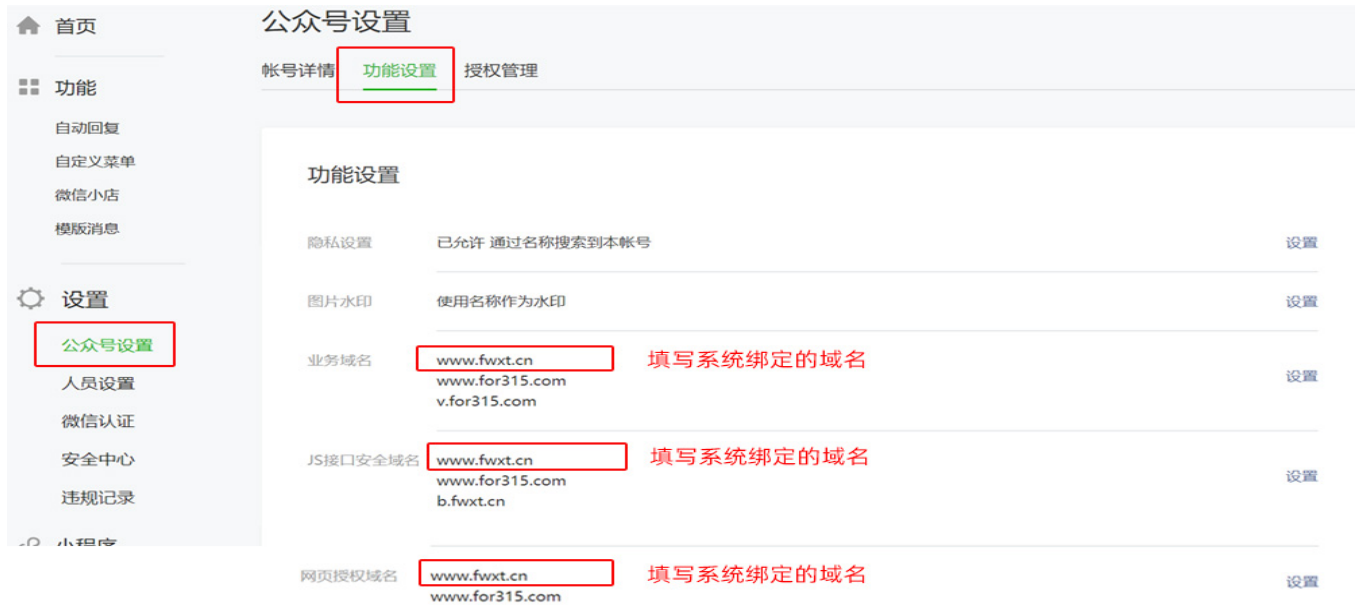 首页
功能
自动回复
自定义菜单
微信小店
模版消息
设置
公众号设置
人员设置
微信认证
安全中心
违规记录
小程序
公众号设置
帐号详情 功能设置 授权管理
功能设置
隐私设置 已允许 通过名称搜索到本帐号 设置
图片水印 使用名称作为水印 设置
业务域名 www.fwxt.cn 填写系统绑定的域名
www.for315.com 设置
v.for315.com
JS接口安全域名 www.fwxt.cn 填写系统绑定的域名
www.for315.com 设置
b.fwxt.cn
网页授权域名 www.fwxt.cn 填写系统绑定的域名 设置
www.for315.com